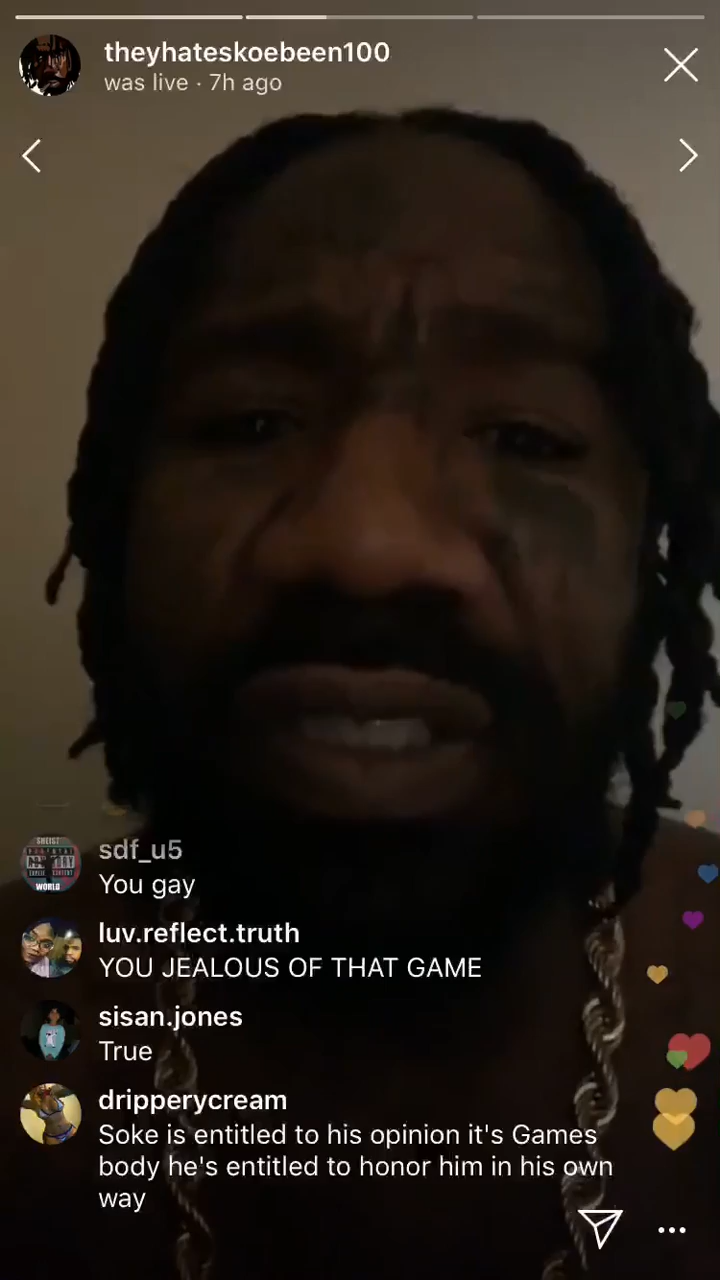 theyhateskoebeen100
was live · 7h ago
sdf_u5
You gay
luv.reflect.truth
YOU JEALOUS OF THAT GAME
sisan.jones
True
dripperycream
Soke is entitled to his opinion it's Games
body he's entitled to honor him in his own
way
WORLD